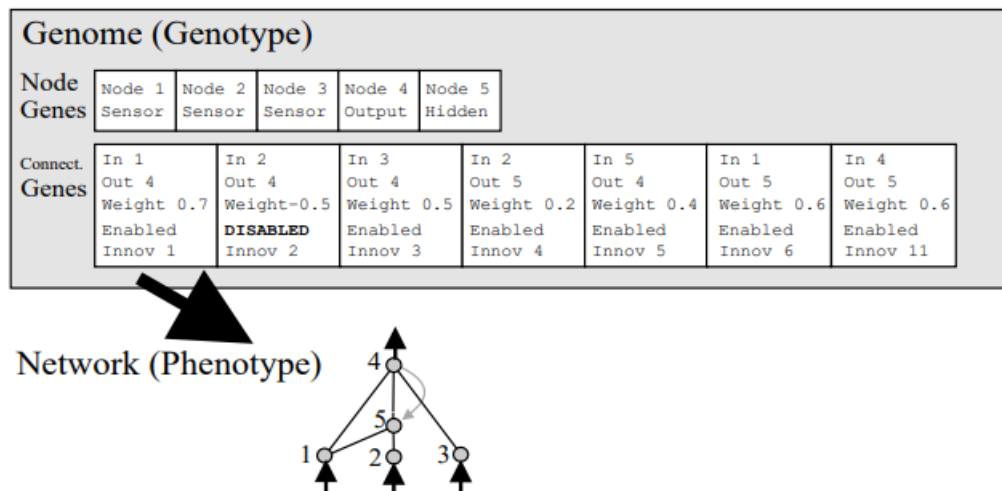 Genome (Genotype)
Node Genes
Node 1 Node 2 Node 3 Node 4 Node 5
Sensor Sensor Sensor Output Hidden
Connect. Genes
In 1 In 2 In 3 In 2 In 5 In 1 In 4
Out 4 Out 4 Out 4 Out 5 Out 4 Out 5 Out 5
Weight 0.7 Weight-0.5 Weight 0.5 Weight 0.2 Weight 0.4 Weight 0.6 Weight 0.6
Enabled DISABLED Enabled Enabled Enabled Enabled Enabled
Innov 1 Innov 2 Innov 3 Innov 4 Innov 5 Innov 6 Innov 11
Network (Phenotype)
4
5
1 2 3